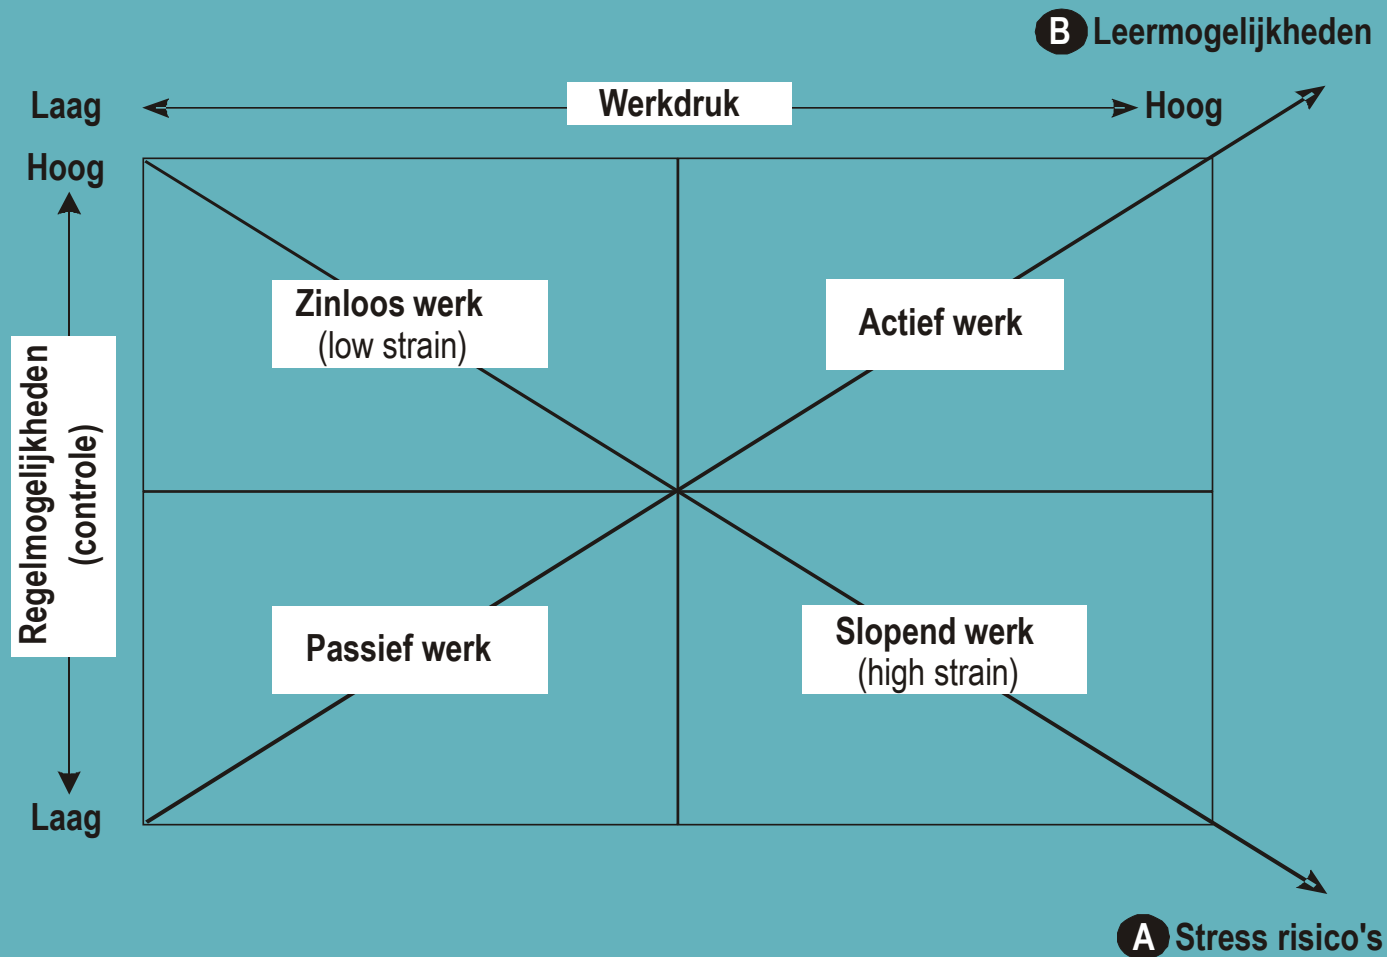 B Leermogelijkheden
Laag
Werkdruk
Hoog
Hoog
Zinloos werk
(low strain)
Actief werk
Regelmogelijkheden
(controle)
Passief werk
Slopend werk
(high strain)
Laag
A Stress risico's